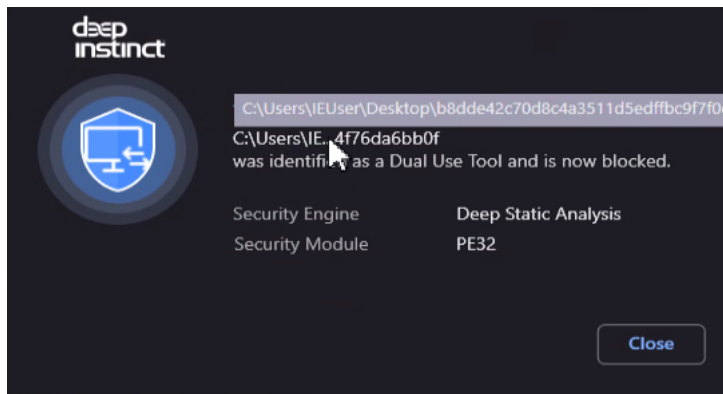 deep
instinct
C:\Users\IEUser\Desktop\b8dde42c70d8c4a3511d5edffbc9f7f0
C:\Users\IE...4f76da6bb0f
was identified as a Dual Use Tool and is now blocked.
Security Engine Deep Static Analysis
Security Module PE32
Close